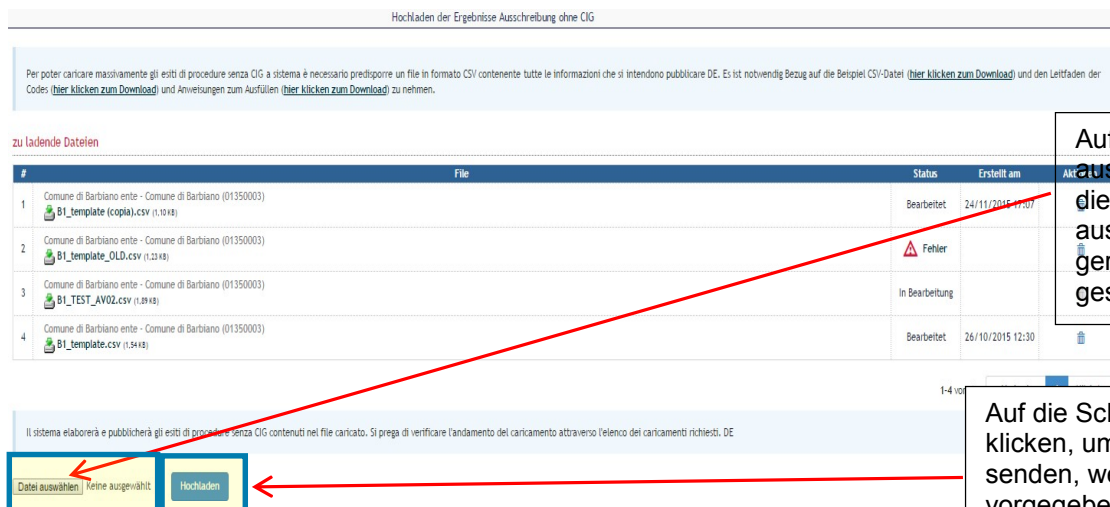 Hochladen der Ergebnisse Ausschreibung ohne CIG
Per poter caricare massivamente gli esiti di procedure senza CIG a sistema è necessario predisporre un file in formato CSV contenente tutte le informazioni che si intendono pubblicare DE. Es ist notwendig Bezug auf die Beispiel CSV-Datei (hier klicken zum Download) und den Leitfaden der
Codes (hier klicken zum Download) und Anweisungen zum Ausfüllen (hier klicken zum Download) zu nehmen.
zu ladende Dateien
# File Status Erstellt am
1 Comune di Barbiano ente - Comune di Barbiano (01350003)
B1_template (copia).csv (1,10 KB) Bearbeitet 24/11/2015 17:07
2 Comune di Barbiano ente - Comune di Barbiano (01350003)
B1_template_OLD.csv (1,23 KB) Fehler
3 Comune di Barbiano ente - Comune di Barbiano (01350003)
B1_TEST_AV02.csv (1,89 KB) In Bearbeitung
4 Comune di Barbiano ente - Comune di Barbiano (01350003)
B1_template.csv (1,54 KB) Bearbeitet 26/10/2015 12:30
die
1-4
Auf die
klicken, um
senden,
Il sistema elaborerà e pubblicherà gli esiti di procedure senza CIG contenuti nel file caricato. Si prega di verificare l'andamento del caricamento attraverso l'elenco dei caricamenti richiesti. DE
Datei auswählen Keine ausgewählt Hochladen